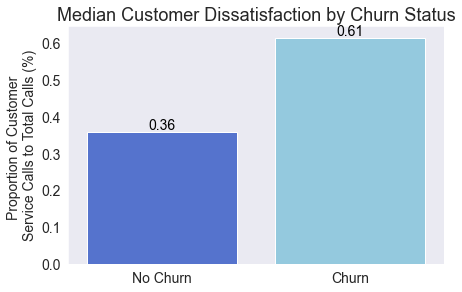 Median Customer Dissatisfaction by Churn Status
Proportion of Customer
Service Calls to Total Calls (%)
0.6
0.5
0.4
0.3
0.2
0.1
0.0
0.36
0.61
No Churn
Churn